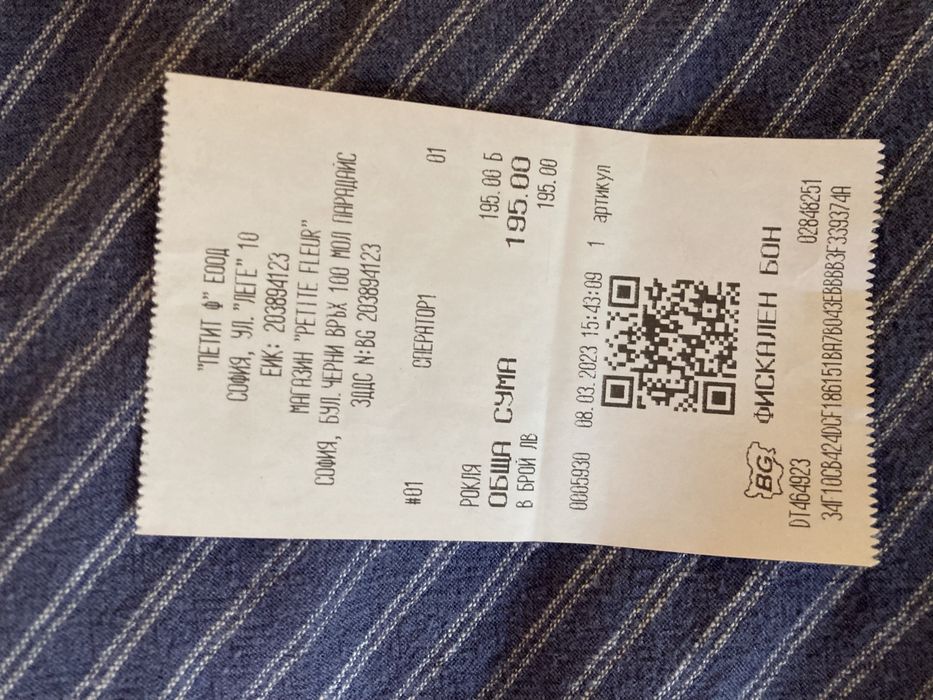 "ПЕТИТ Ф" ЕООД
СОФИЯ, УЛ. "ЛЕГЕ" 10
ЕИК: 203894123
МАГАЗИН "PETITE FLEUR"
СОФИЯ, БУЛ. ЧЕРНИ ВРЪХ 100 МОЛ ПАРАДАЙС
ЗДДС N:BG 203894123
#01 ОПЕРАТОР1 01
РОКЛЯ 195.00 Б
ОБЩА СУМА 195.00
В БРОЙ ЛВ 195.00
0005930 08.03.2023 15:43:09 1 артикул
BG ФИСКАЛЕН БОН
DT464923 02848251
34F10CB424D0CF186151BA7B043EBBBB3F339374A